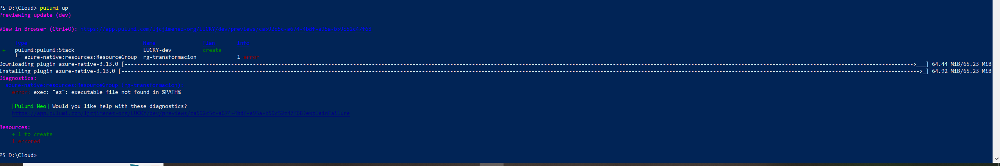 PS D:\Cloud> pulumi up
Previewing update (dev)
View in Browser (Ctrl+O): https://app.pulumi.com/ljcjimenez-org/LUCKY/dev/previews/ca592c5c-a674-4bdf-a95a-b59c52c47f68
Type Name Plan Info
+ pulumi:pulumi:Stack LUCKY-dev create
└─ azure-native:resources:ResourceGroup rg-transformacion 1 error
Downloading plugin azure-native-3.13.0 [---->___] 64.44 MiB/65.23 MiB
Installing plugin azure-native-3.13.0 [---->_] 64.92 MiB/65.23 MiB
Diagnostics:
azure-native:resources:ResourceGroup (rg-transformacion):
error: exec: "az": executable file not found in %PATH%
[Pulumi Neo] Would you like help with these diagnostics?
https://app.pulumi.com/ljcjimenez-org/LUCKY/dev/previews/ca592c5c-a674-4bdf-a95a-b59c52c47f68?explainFailure
Resources:
+ 1 to create
1 errored
PS D:\Cloud>